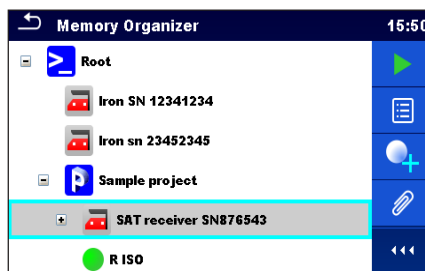 Memory Organizer 15:50
Root
Iron SN 12341234
Iron sn 23452345
Sample project
SAT receiver SN876543
R ISO